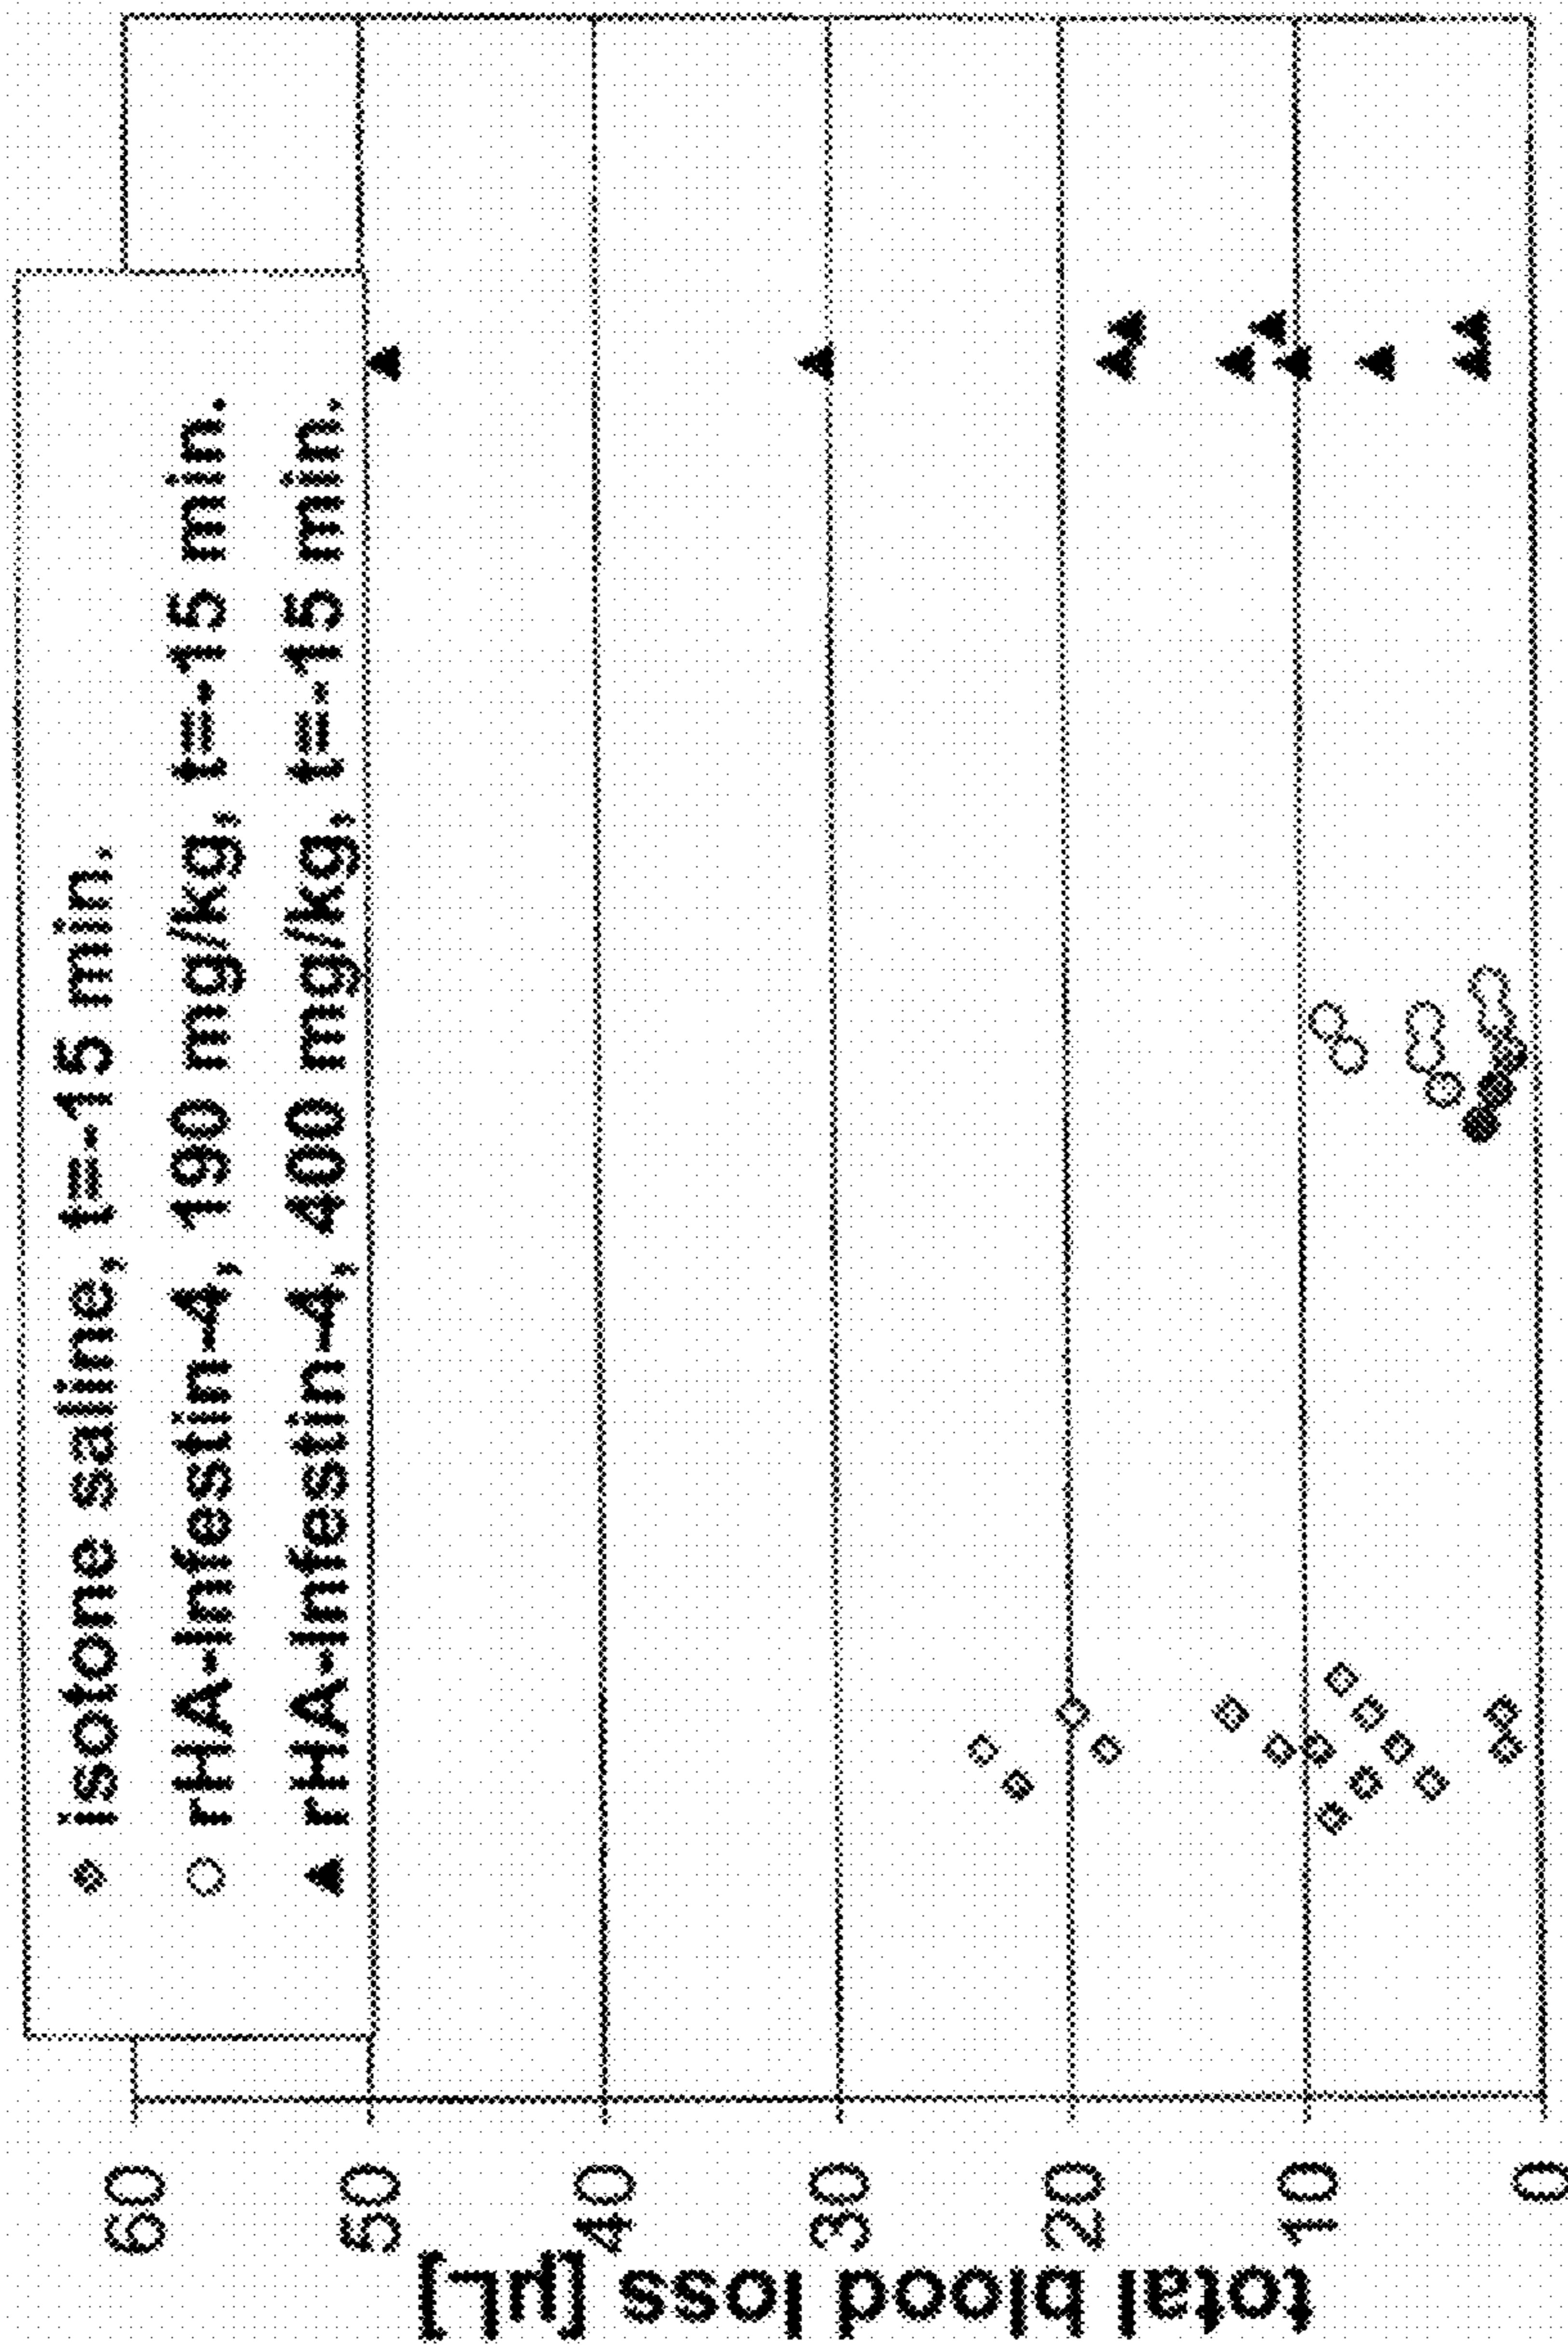 isotone saline, t=-15 min.
rHA-Infestin-4, 190 mg/kg, t=-15 min.
rHA-Infestin-4, 400 mg/kg, t=-15 min.
60
50
40
30
20
10
0
total blood loss [µL]